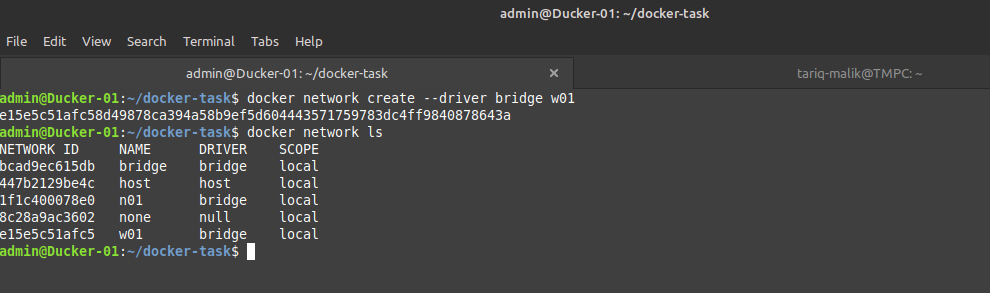 admin@Ducker-01: ~/docker-task
File Edit View Search Terminal Tabs Help
admin@Ducker-01: ~/docker-task × tariq-malik@TMPC: ~
admin@Ducker-01:~/docker-task$ docker network create --driver bridge w01
e15e5c51afc58d49878ca394a58b9ef5d604443571759783dc4ff9840878643a
admin@Ducker-01:~/docker-task$ docker network ls
NETWORK ID NAME DRIVER SCOPE
bcad9ec615db bridge bridge local
447b2129be4c host host local
1f1c400078e0 n01 bridge local
8c28a9ac3602 none null local
e15e5c51afc5 w01 bridge local
admin@Ducker-01:~/docker-task$